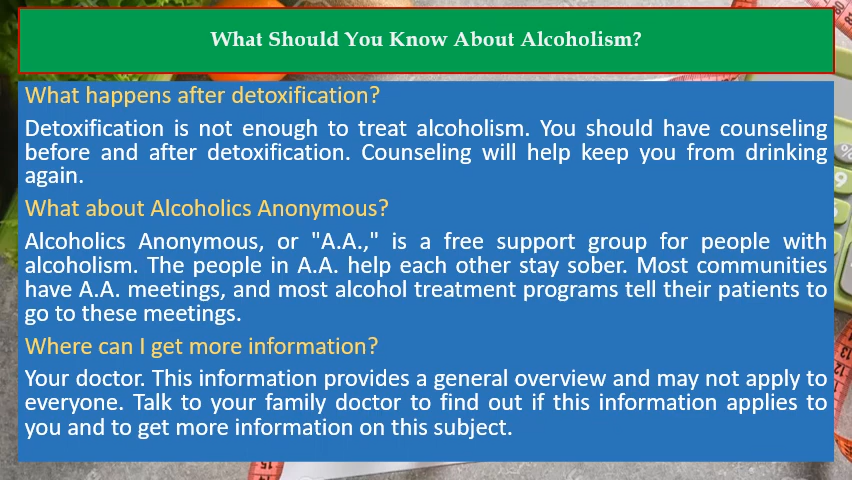 What Should You Know About Alcoholism?
What happens after detoxification?
Detoxification is not enough to treat alcoholism. You should have counseling
before and after detoxification. Counseling will help keep you from drinking
again.
What about Alcoholics Anonymous?
Alcoholics Anonymous, or "A.A.," is a free support group for people with
alcoholism. The people in A.A. help each other stay sober. Most communities
have A.A. meetings, and most alcohol treatment programs tell their patients to
go to these meetings.
Where can I get more information?
Your doctor. This information provides a general overview and may not apply to
everyone. Talk to your family doctor to find out if this information applies to
you and to get more information on this subject.